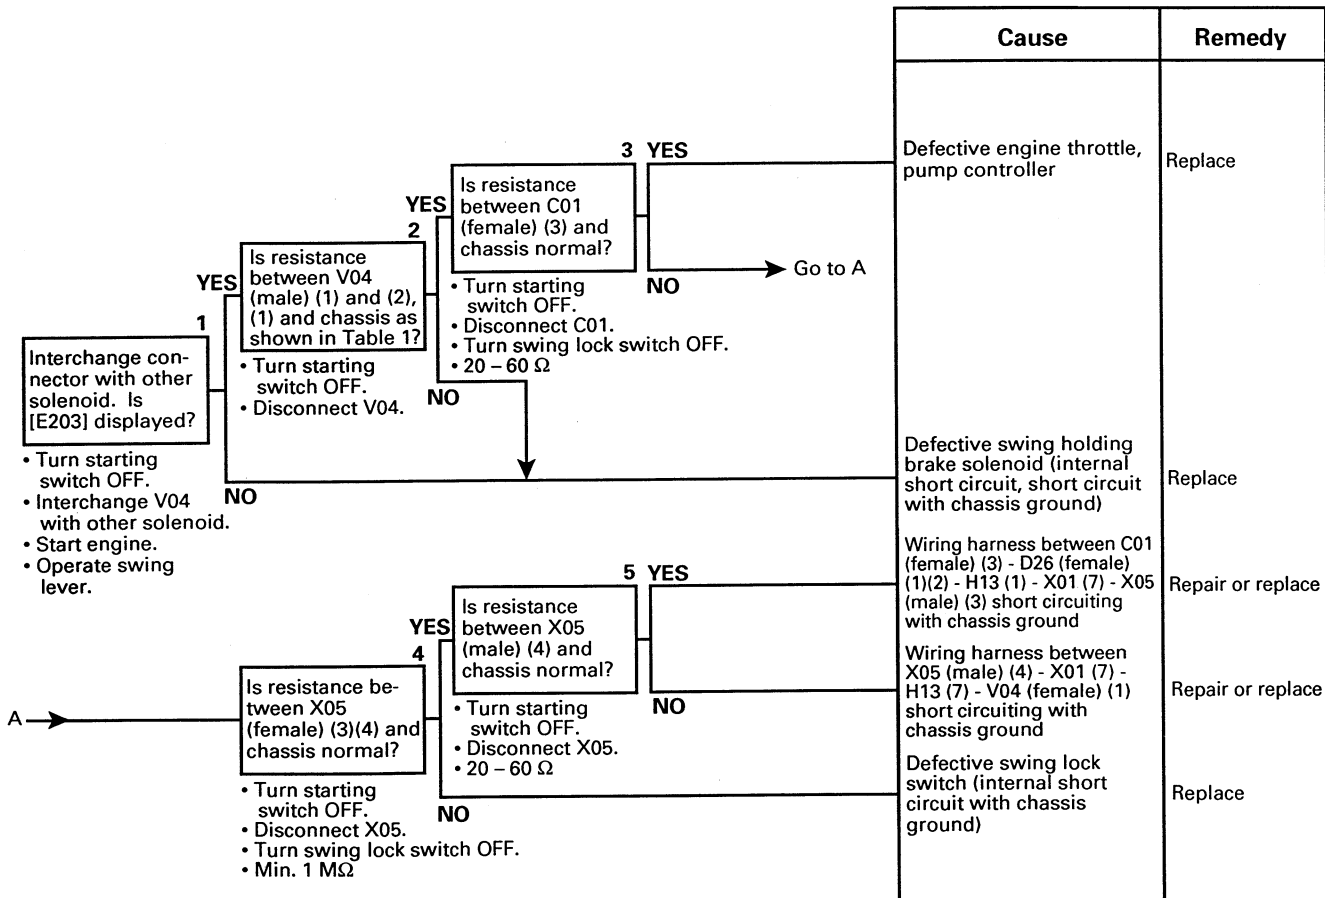 Cause
Remedy
3 YES
Is resistance
between C01
(female) (3) and
chassis normal?
• Turn starting
switch OFF.
• Disconnect C01.
• Turn swing lock switch OFF.
• 20 – 60 Ω
NO
Go to A
Defective engine throttle,
pump controller
Replace
YES
2
Is resistance
between V04
(male) (1) and (2),
(1) and chassis as
shown in Table 1?
• Turn starting
switch OFF.
• Disconnect V04.
NO
YES
1
Interchange con-
nector with other
solenoid. Is
[E203] displayed?
• Turn starting
switch OFF.
• Interchange V04
with other solenoid.
• Start engine.
• Operate swing
lever.
NO
Defective swing holding
brake solenoid (internal
short circuit, short circuit
with chassis ground)
Replace
5 YES
Is resistance
between X05
(male) (4) and
chassis normal?
• Turn starting
switch OFF.
• Disconnect X05.
• 20 – 60 Ω
NO
Wiring harness between C01
(female) (3) - D26 (female)
(1)(2) - H13 (1) - X01 (7) - X05
(male) (3) short circuiting
with chassis ground
Repair or replace
Wiring harness between
X05 (male) (4) - X01 (7) -
H13 (7) - V04 (female) (1)
short circuiting with
chassis ground
Repair or replace
YES
4
A
Is resistance be-
tween X05
(female) (3)(4) and
chassis normal?
• Turn starting
switch OFF.
• Disconnect X05.
• Turn swing lock switch OFF.
• Min. 1 MΩ
NO
Defective swing lock
switch (internal short
circuit with chassis
ground)
Replace